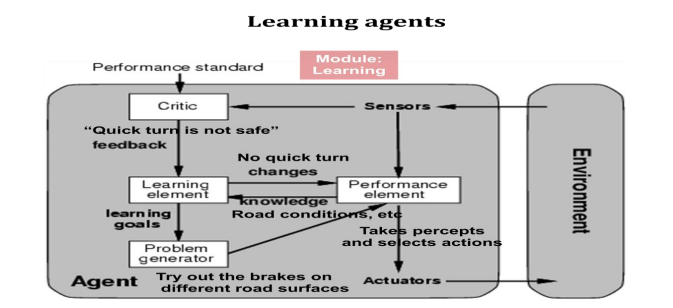 Learning agents
Module:
Learning
Performance standard
Critic
Sensors
“Quick turn is not safe”
feedback
No quick turn
changes
Learning
element
Performance
element
knowledge
Road conditions, etc
learning
goals
Takes percepts
and selects actions
Problem
generator
Try out the brakes on
different road surfaces
Agent
Actuators
Environment